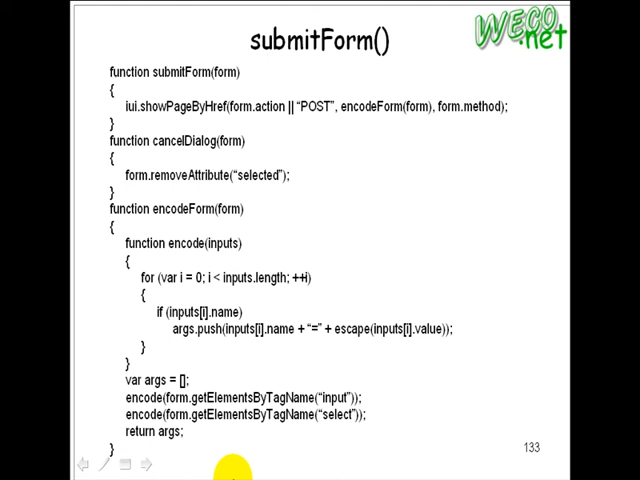 submitForm()
WECO
.net
function submitForm(form)
{
iui.showPageByHref(form.action || “POST”, encodeForm(form), form.method);
}
function cancelDialog(form)
{
form.removeAttribute(“selected”);
}
function encodeForm(form)
{
function encode(inputs)
{
for (var i = 0; i < inputs.length; ++i)
{
if (inputs[i].name)
args.push(inputs[i].name + “=” + escape(inputs[i].value));
}
}
var args = [];
encode(form.getElementsByTagName(“input”));
encode(form.getElementsByTagName(“select”));
return args;
}
133